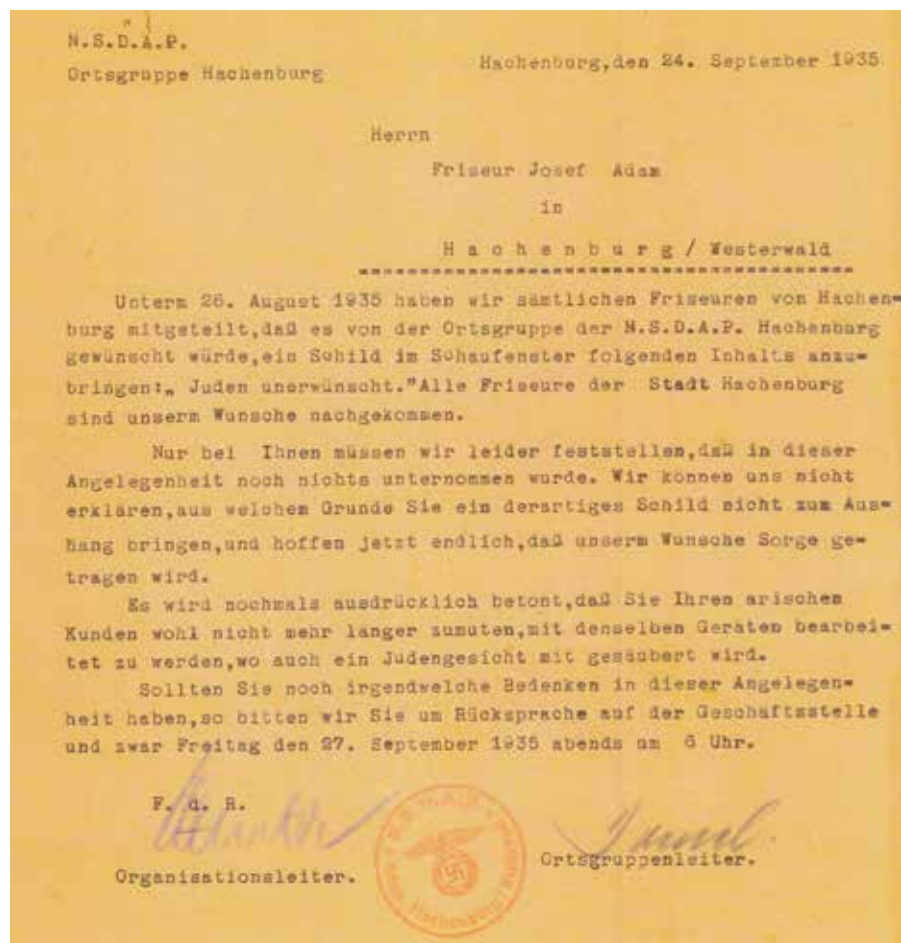 N.S.D.A.P.
Ortsgruppe Hachenburg
Hachenburg,den 24. September 1935
Herrn
Friseur Josef Adam
in
H a c h e n b u r g / Westerwald
Unterm 26. August 1935 haben wir sämtlichen Friseuren von Hachen=
burg mitgeteilt,daß es von der Ortsgruppe der N.S.D.A.P. Hachenburg
gewünscht würde,ein Schild im Schaufenster folgenden Inhalts anzu=
bringen:„ Juden unerwünscht."Alle Friseure der Stadt Hachenburg
sind unserm Wunsche nachgekommen.
Nur bei Ihnen müssen wir leider feststellen,daß in dieser
Angelegenheit noch nichts unternommen wurde. Wir konnen uns nicht
erklären,aus welchem Grunde Sie ein derartiges Schild nicht zum Aus=
hang bringen,und hoffen jetzt endlich,daß unserm Wunsche Sorge ge=
tragen wird.
Es wird nochmals ausdrücklich betont,daß Sie Ihren arischen
Kunden wohl nicht mehr langer zumuten,mit denselben Geraten bearbei=
tet zu werden,wo auch ein Judengesicht mit gesäubert wird.
Sollten Sie noch irgendwelche Bedenken in dieser Angelegen=
heit haben,so bitten wir Sie um Rücksprache auf der Geschäftsstelle
und zwar Freitag den 27. September 1935 abends um 6 Uhr.
F. d. R.
Organisationsleiter.
Ortsgruppenleiter.